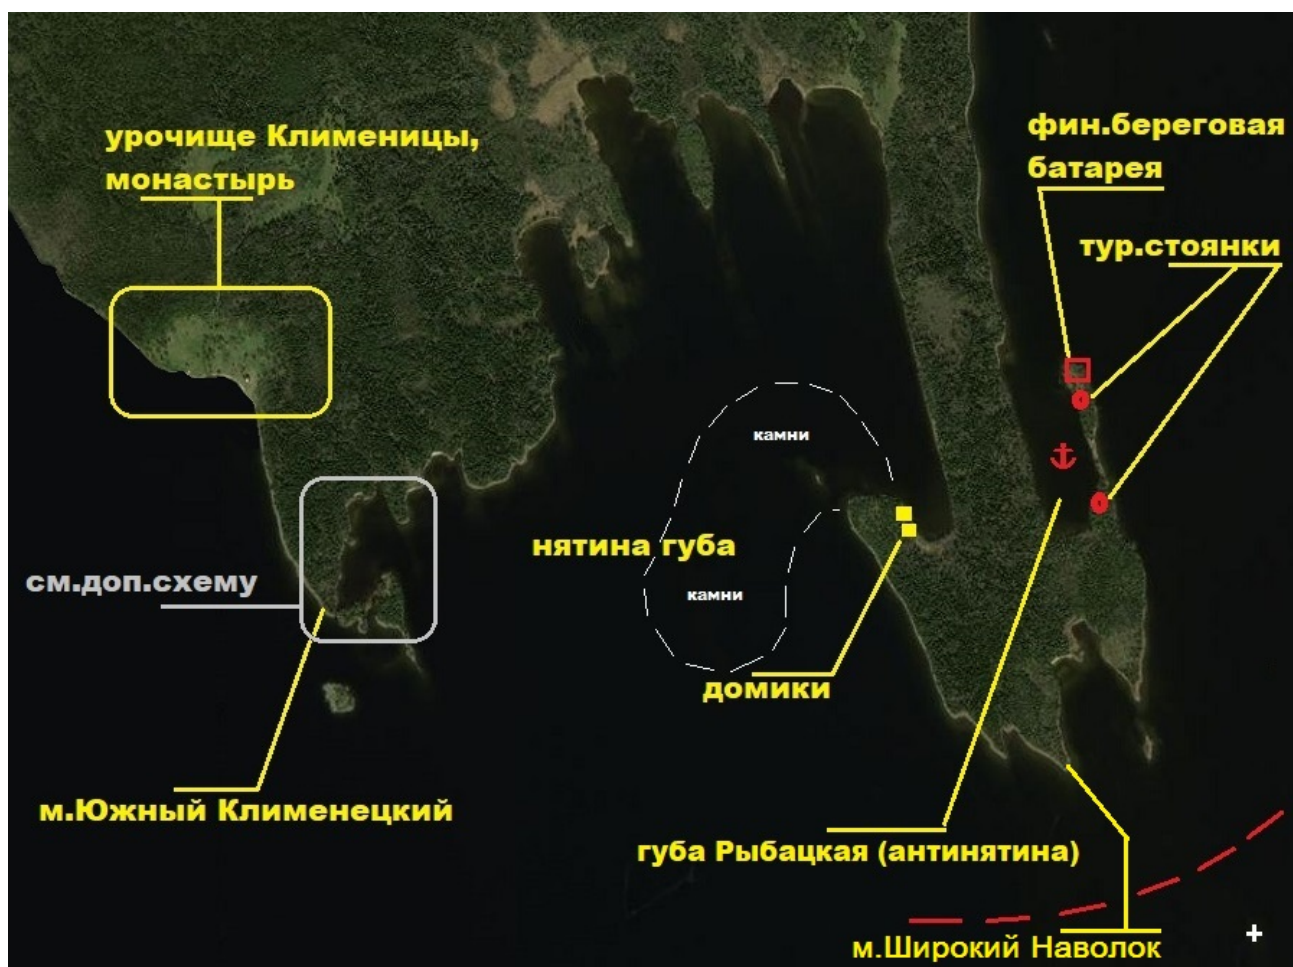 урочище Клименицы,
монастырь
фин.береговая
батарея
тур.стоянки
камни
нятина губа
см.доп.схему
камни
домики
м.Южный Клименецкий
губа Рыбацкая (антинятина)
м.Широкий Наволок